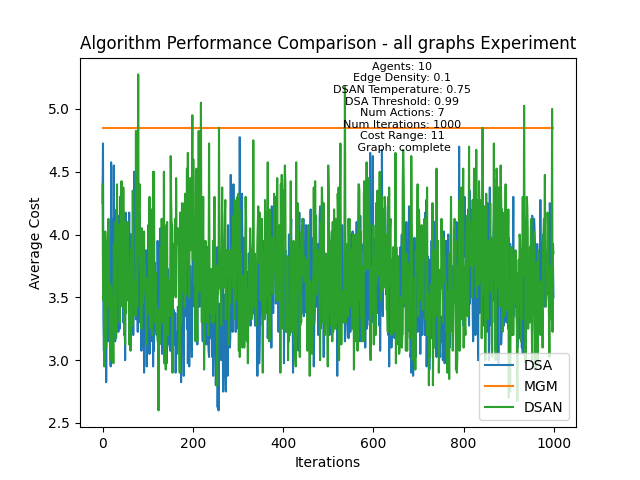 Algorithm Performance Comparison - all graphs Experiment
Agents: 10
Edge Density: 0.1
DSAN Temperature: 0.75
DSA Threshold: 0.99
Num Actions: 7
Num Iterations: 1000
Cost Range: 11
Graph: complete
5.0
4.5
4.0
3.5
3.0
2.5
Average Cost
0
200
400
600
800
1000
Iterations
DSA
MGM
DSAN